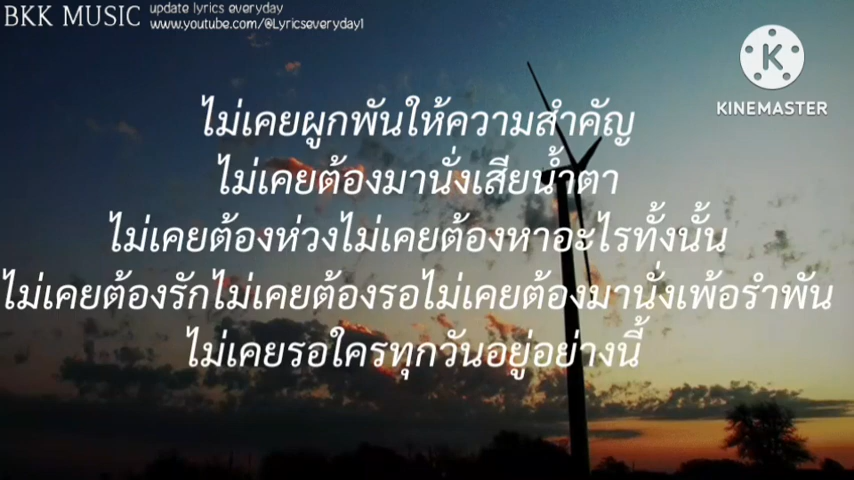 BKK MUSIC
update lyrics everyday
www.youtube.com/@Lyricseveryday1
KINEMASTER
ไม่เคยผูกพันให้ความสำคัญ
ไม่เคยต้องมานั่งเสียน้ำตา
ไม่เคยต้องห่วงไม่เคยต้องหาอะไรทั้งนั้น
ไม่เคยต้องรักไม่เคยต้องรอไม่เคยต้องมานั่งเพ้อรำพัน
ไม่เคยรอใครทุกวันอยู่อย่างนี้